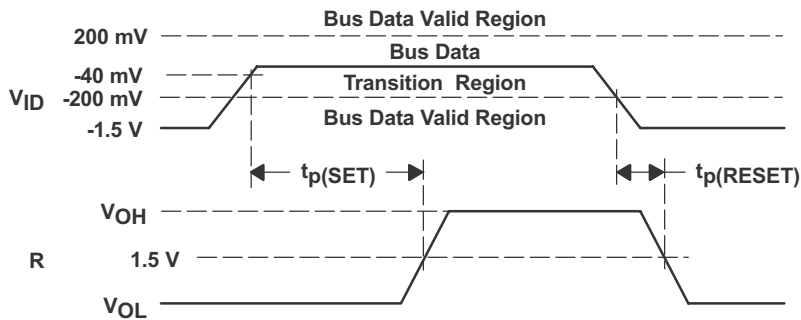 Bus Data Valid Region
200 mV
Bus Data
-40 mV
Transition Region
VID
-200 mV
Bus Data Valid Region
-1.5 V
tp(SET)
tp(RESET)
VOH
R
1.5 V
VOL